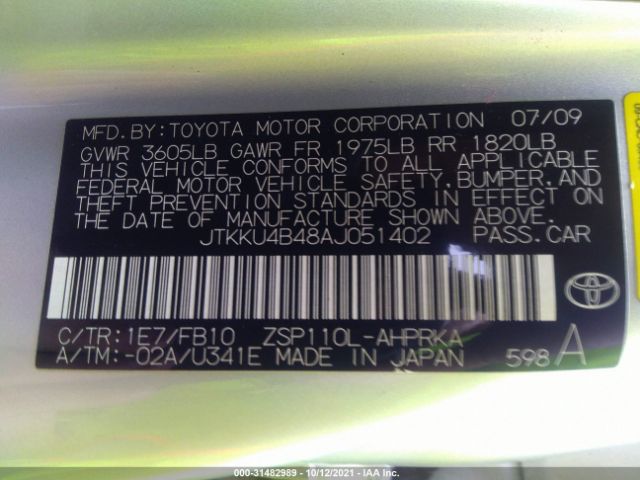 MFD.BY:TOYOTA MOTOR CORPORATION 07/09
GVWR 3605LB GAWR FR 1975LB RR 1820LB
THIS VEHICLE CONFORMS TO ALL APPLICABLE
FEDERAL MOTOR VEHICLE SAFETY,BUMPER,AND
THEFT PREVENTION STANDARDS IN EFFECT ON
THE DATE OF MANUFACTURE SHOWN ABOVE.
JTKKU4B48AJ051402 PASS.CAR
C/TR:1E7/FB10 ZSP110L-AHPRKA
A/TM:-02A/U341E MADE IN JAPAN 598 A
000-31482989 - 10/12/2021 - IAA Inc.